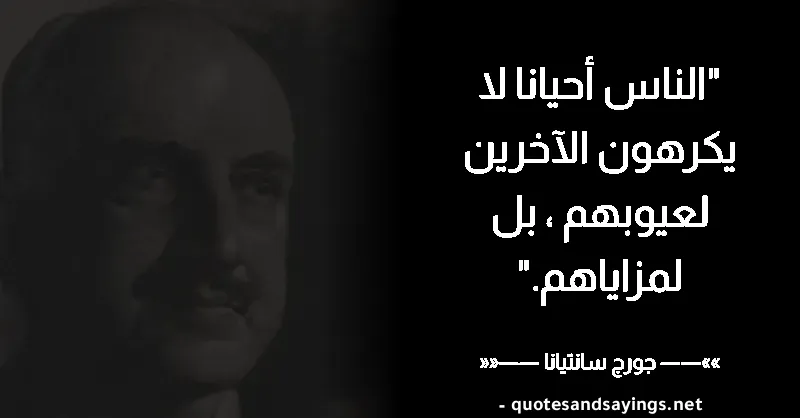 "الناس أحيانا لا
يكرهون الآخرين
لعيوبهم ، بل
لمزاياهم."
»»——– جورج سانتيانا ——–««
- quotesandsayings.net